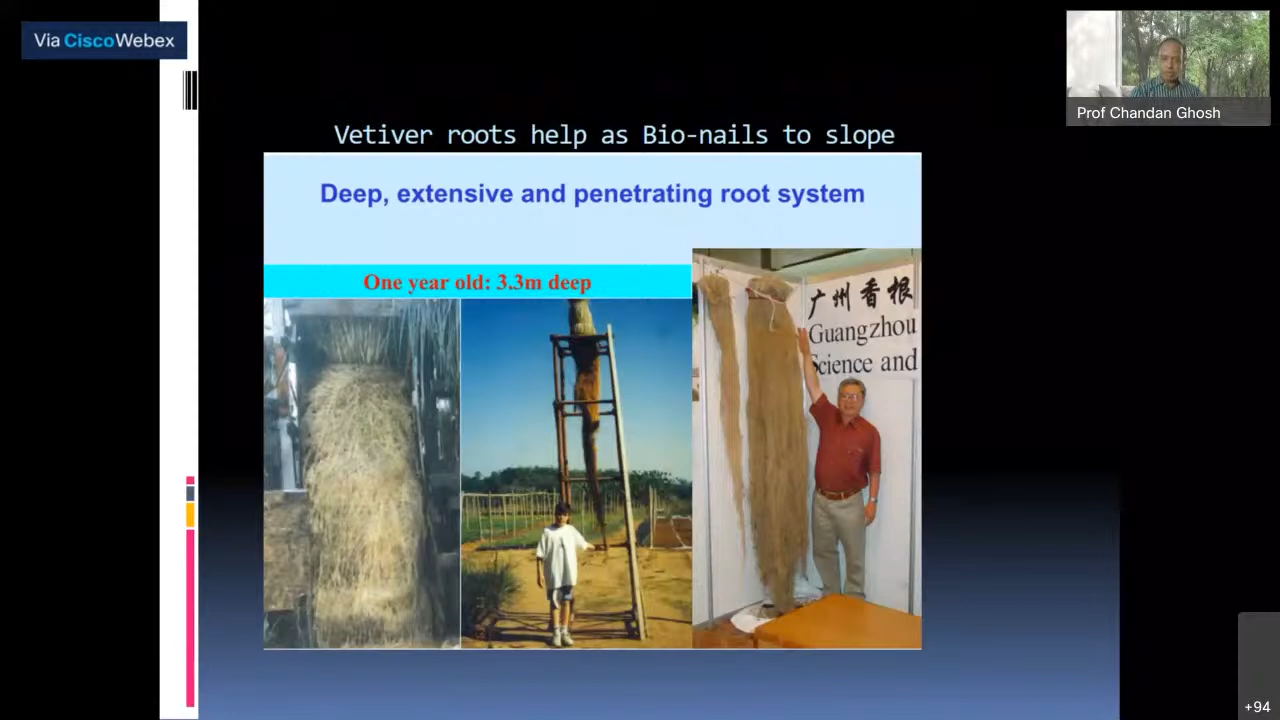 Via Cisco Webex
Prof Chandan Ghosh
Vetiver roots help as Bio-nails to slope
Deep, extensive and penetrating root system
One year old: 3.3m deep
广州香根
Guangzhou
Science and
+94